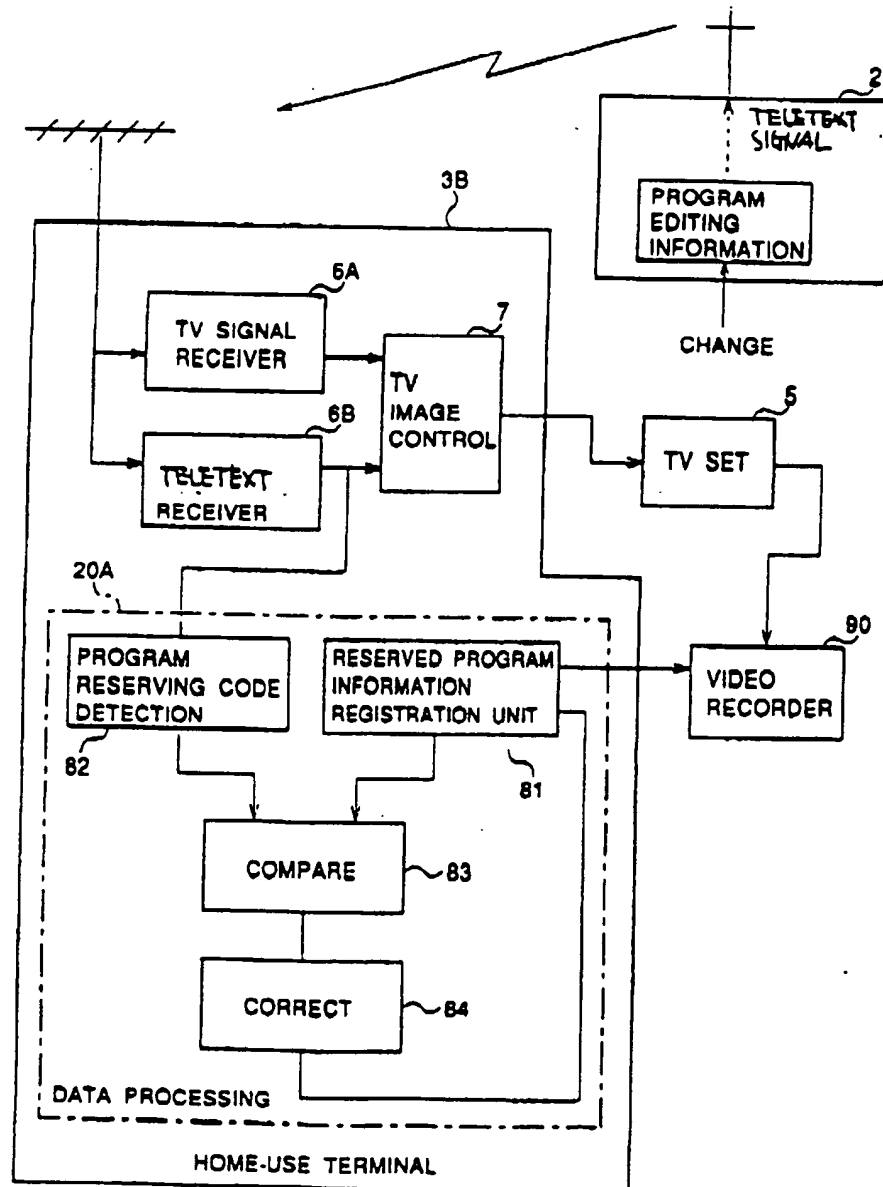 2
TELETEXT
SIGNAL
PROGRAM
EDITING
INFORMATION
CHANGE
3B
6A
TV SIGNAL
RECEIVER
7
TV
IMAGE
CONTROL
6B
TELETEXT
RECEIVER
5
TV SET
20A
PROGRAM
RESERVING CODE
DETECTION
82
RESERVED PROGRAM
INFORMATION
REGISTRATION UNIT
81
90
VIDEO
RECORDER
COMPARE
83
CORRECT
84
DATA PROCESSING
HOME-USE TERMINAL